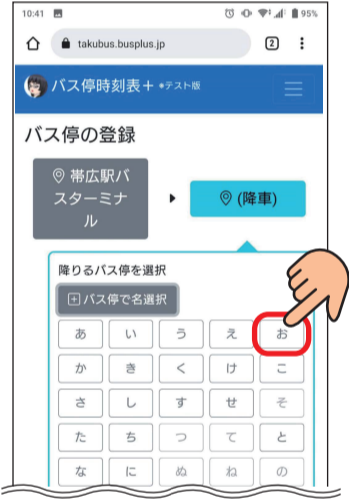 10:41
95%
takubus.busplus.jp
2
バス停時刻表+ *テスト版
バス停の登録
帯広駅バ
スターミナ
ル
(降車)
降りるバス停を選択
バス停で名選択
あ い う え お
か き く け こ
さ し す せ そ
た ち つ て と
な に ぬ ね の